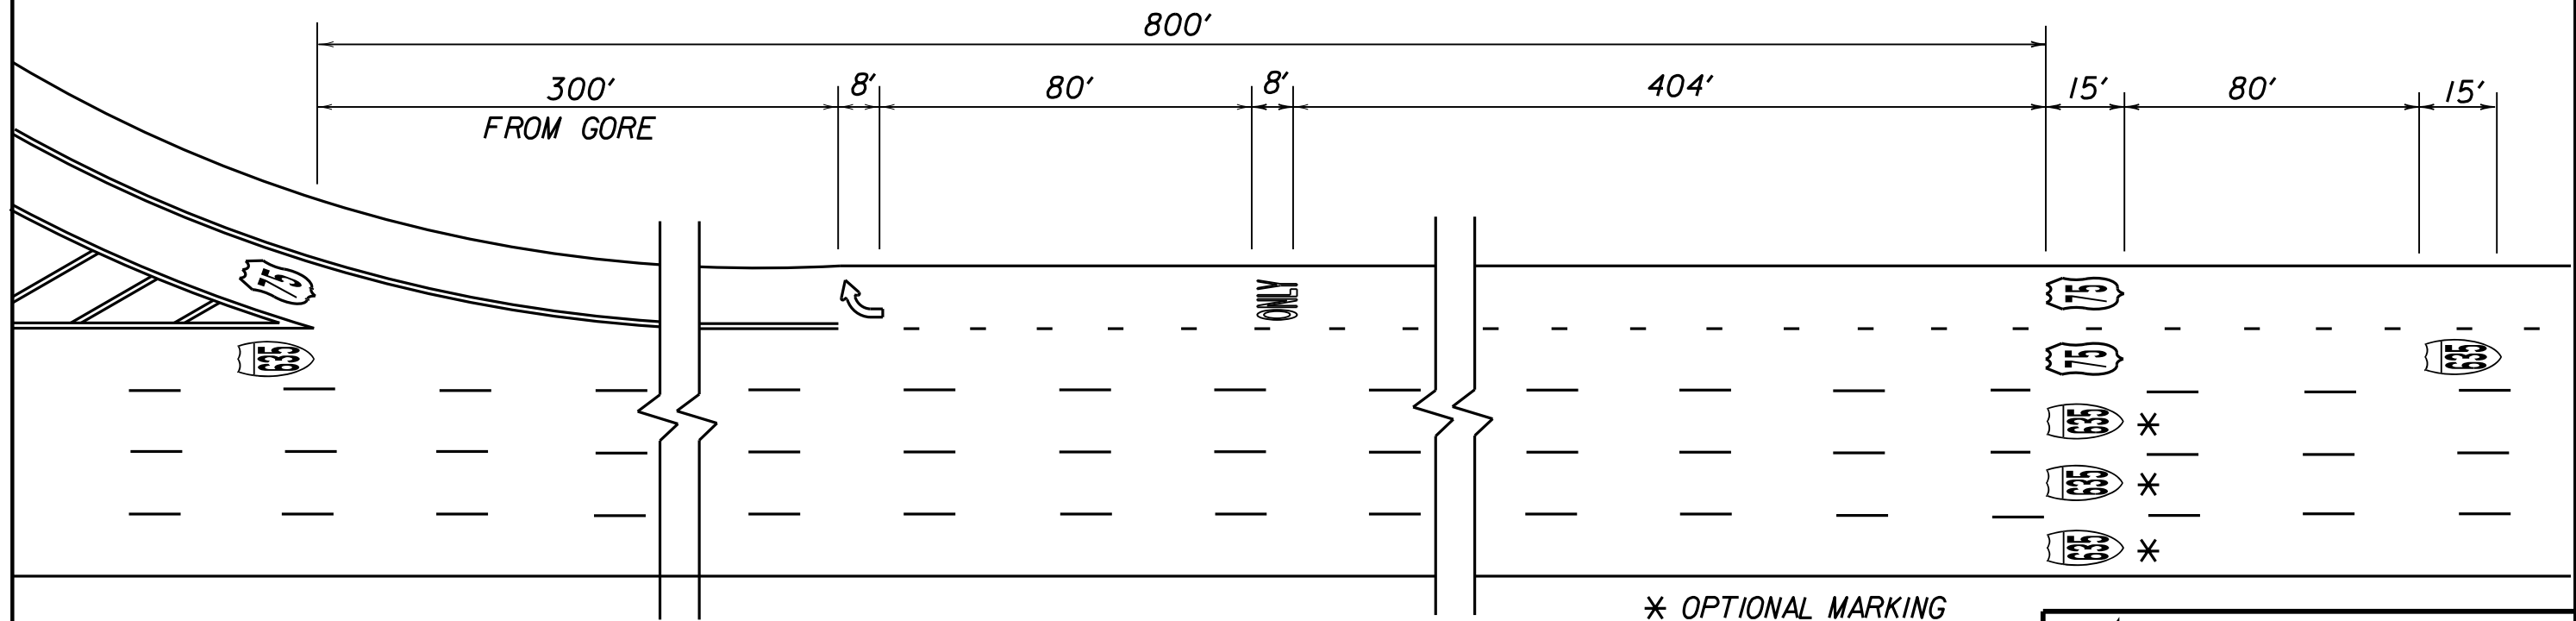 800'
300' 8' 80' 8' 404' 15' 80' 15'
FROM GORE
75 ONLY 75
635 75 635
635
635
635
* OPTIONAL MARKING